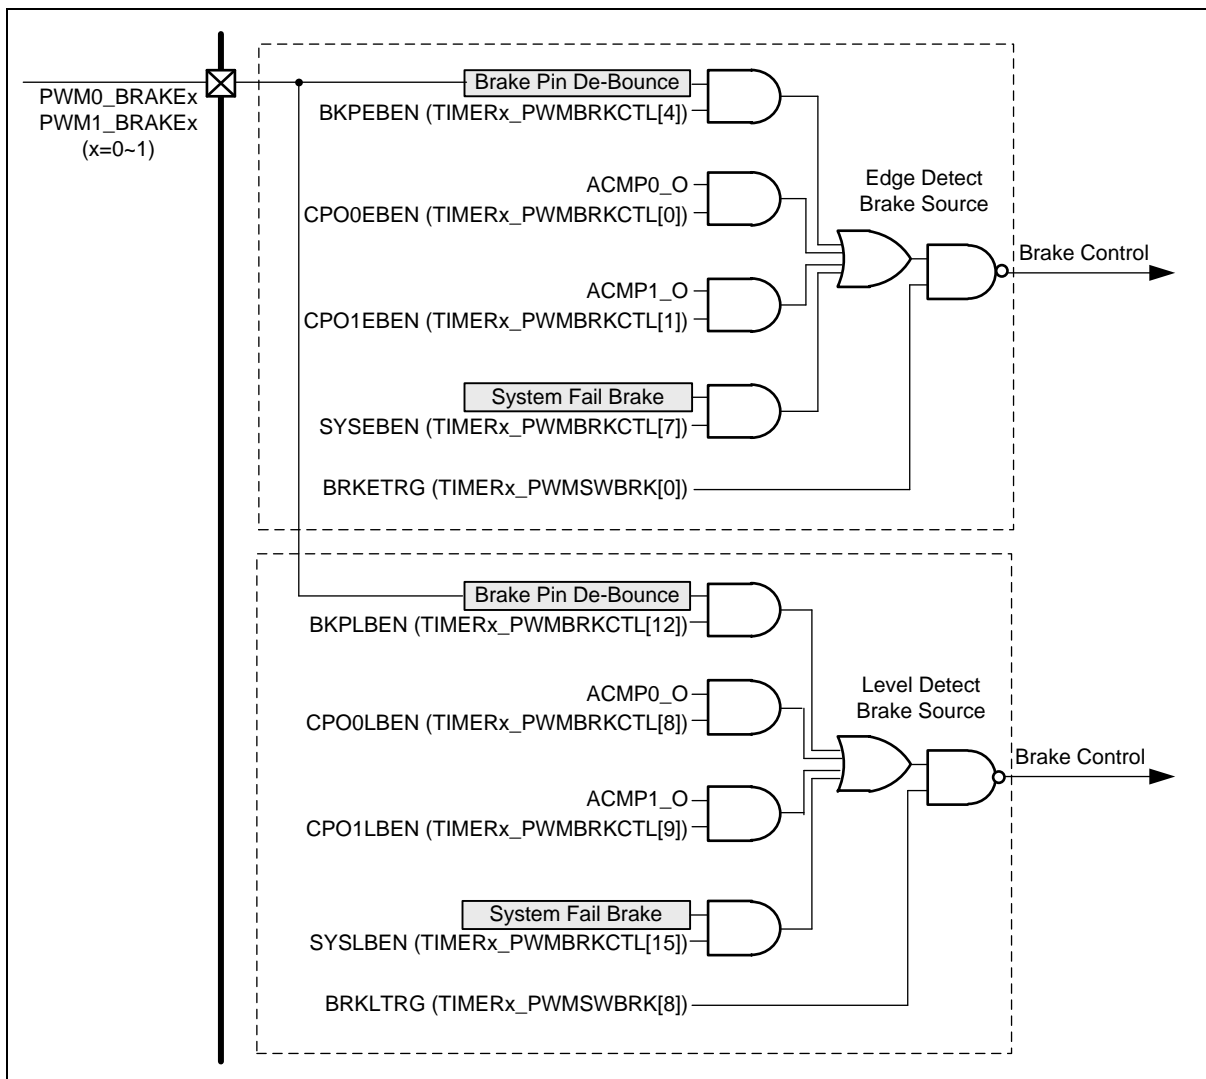 PWM0_BRAKEx
PWM1_BRAKEx
(x=0~1)
Brake Pin De-Bounce
BKPEBEN (TIMERx_PWMBRKCTL[4])
ACMP0_O
CPO0EBEN (TIMERx_PWMBRKCTL[0])
Edge Detect
Brake Source
Brake Control
ACMP1_O
CPO1EBEN (TIMERx_PWMBRKCTL[1])
System Fail Brake
SYSEBEN (TIMERx_PWMBRKCTL[7])
BRKETRG (TIMERx_PWMSWBRK[0])
Brake Pin De-Bounce
BKPLBEN (TIMERx_PWMBRKCTL[12])
ACMP0_O
CPO0LBEN (TIMERx_PWMBRKCTL[8])
Level Detect
Brake Source
Brake Control
ACMP1_O
CPO1LBEN (TIMERx_PWMBRKCTL[9])
System Fail Brake
SYSLBEN (TIMERx_PWMBRKCTL[15])
BRKLTRG (TIMERx_PWMSWBRK[8])